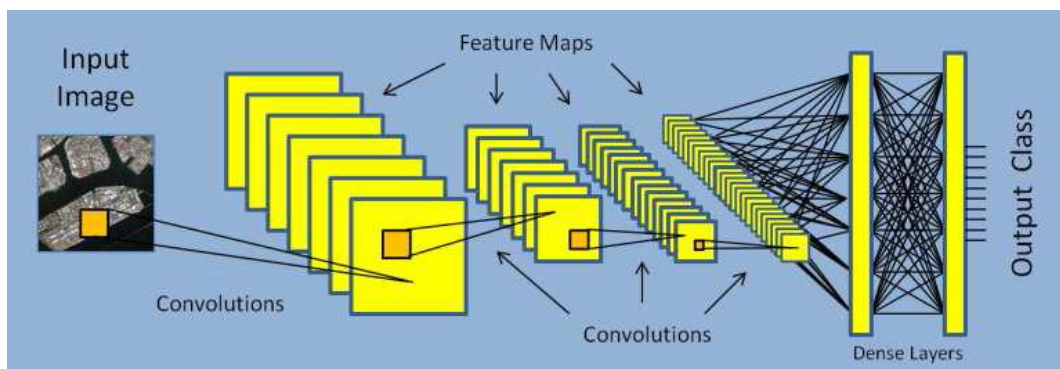 Input
Image
Feature Maps
Convolutions
Convolutions
Dense Layers
Output Class